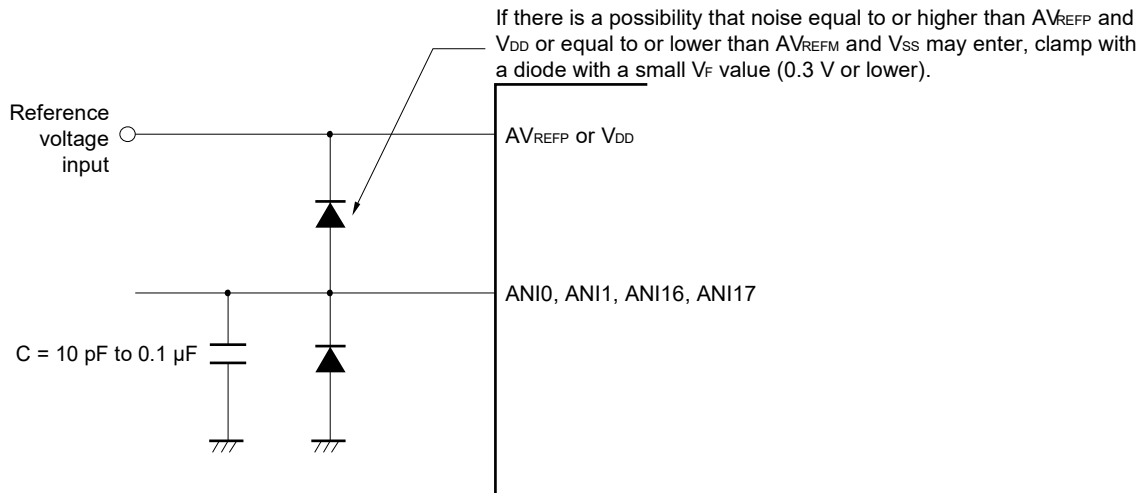 If there is a possibility that noise equal to or higher than AVREFP and
VDD or equal to or lower than AVREFM and VSS may enter, clamp with
a diode with a small VF value (0.3 V or lower).
Reference
voltage
input
AVREFP or VDD
ANI0, ANI1, ANI16, ANI17
C = 10 pF to 0.1 µF